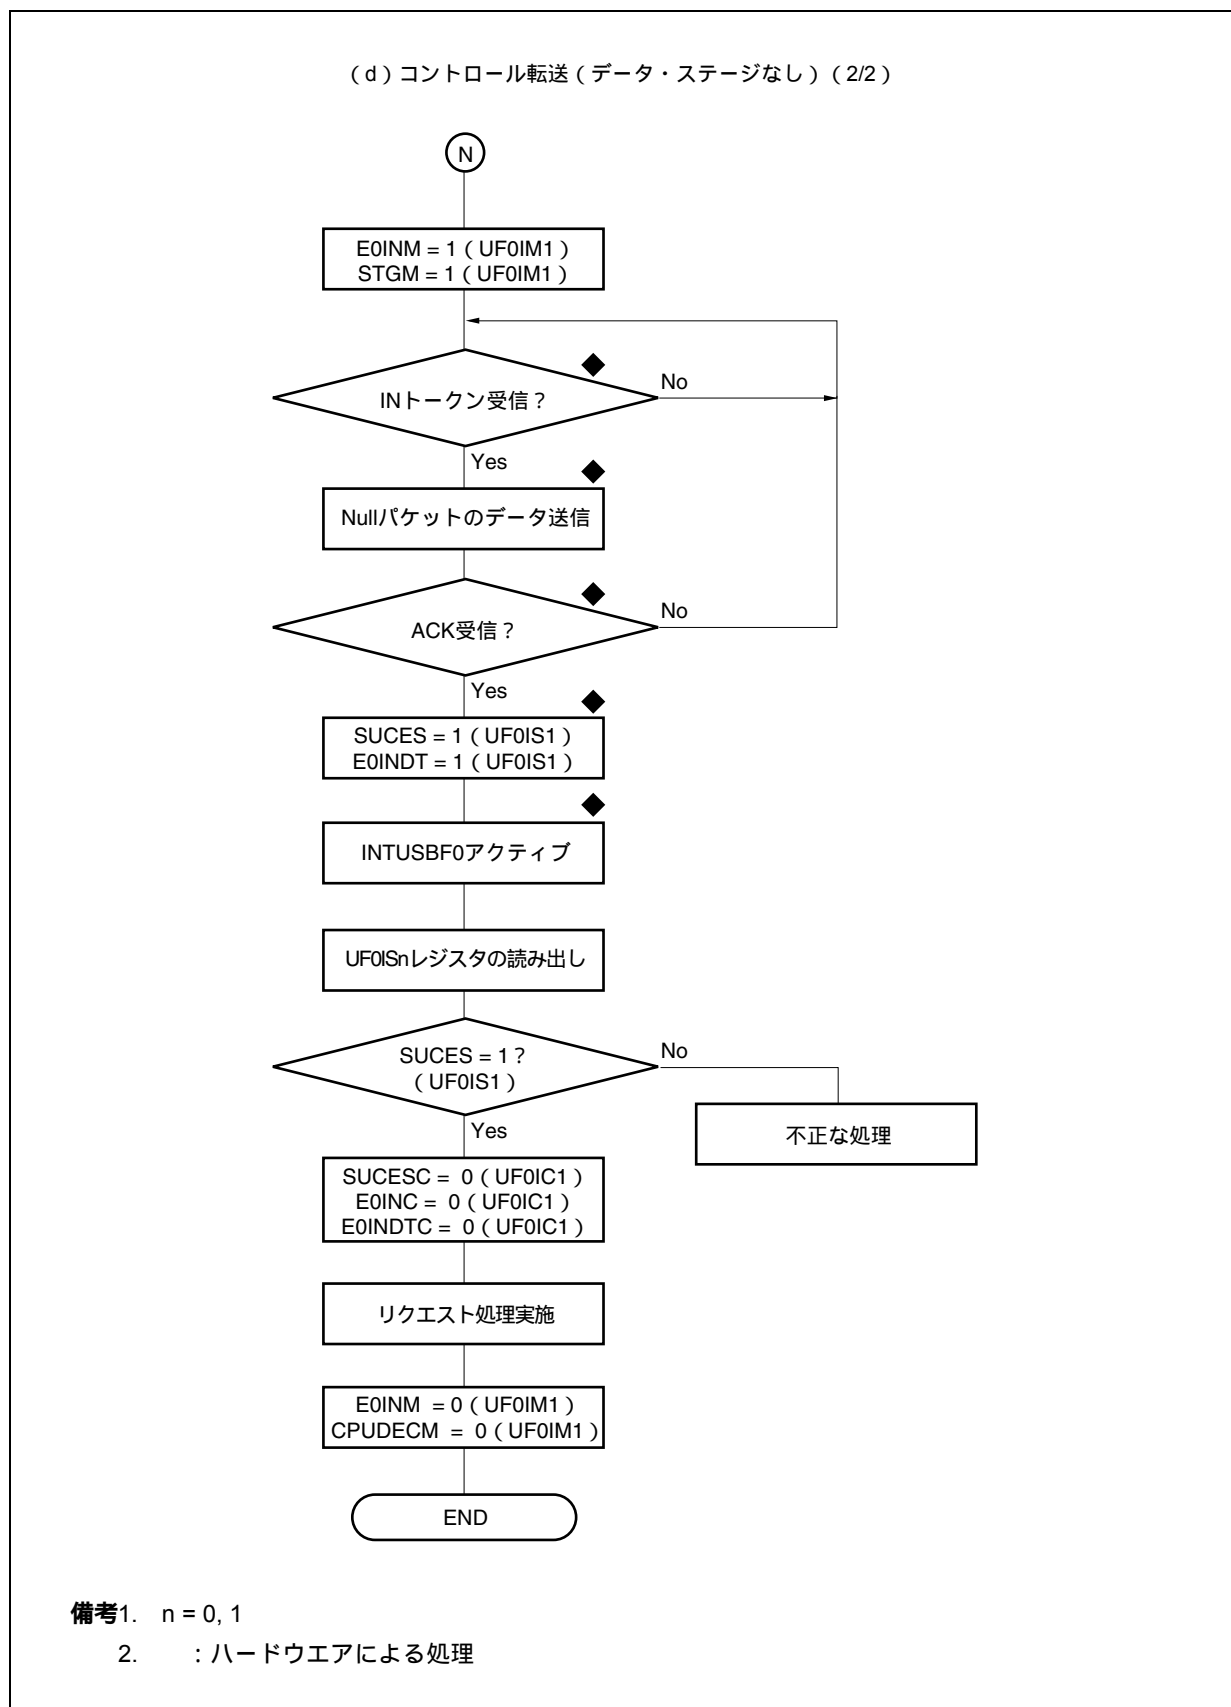 (d)コントロール転送(データ・ステージなし)(2/2)
N
E0INM = 1(UF0IM1)
STGM = 1(UF0IM1)
INトークン受信?
No
Yes
Nullパケットのデータ送信
ACK受信?
No
Yes
SUCES = 1(UF0IS1)
E0INDT = 1(UF0IS1)
INTUSBF0アクティブ
UF0ISnレジスタの読み出し
SUCES = 1?
(UF0IS1)
No
Yes
不正な処理
SUCESC = 0(UF0IC1)
E0INC = 0(UF0IC1)
E0INDTC = 0(UF0IC1)
リクエスト処理実施
E0INM = 0(UF0IM1)
CPUDECM = 0(UF0IM1)
END
備考1. n = 0, 1
2. :ハードウエアによる処理